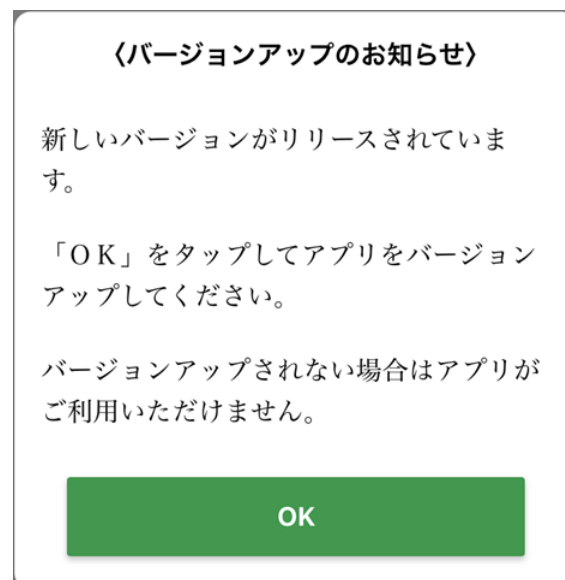 〈バージョンアップのお知らせ〉
新しいバージョンがリリースされていま
す。
「ＯＫ」をタップしてアプリをバージョン
アップしてください。
バージョンアップされない場合はアプリが
ご利用いただけません。
OK